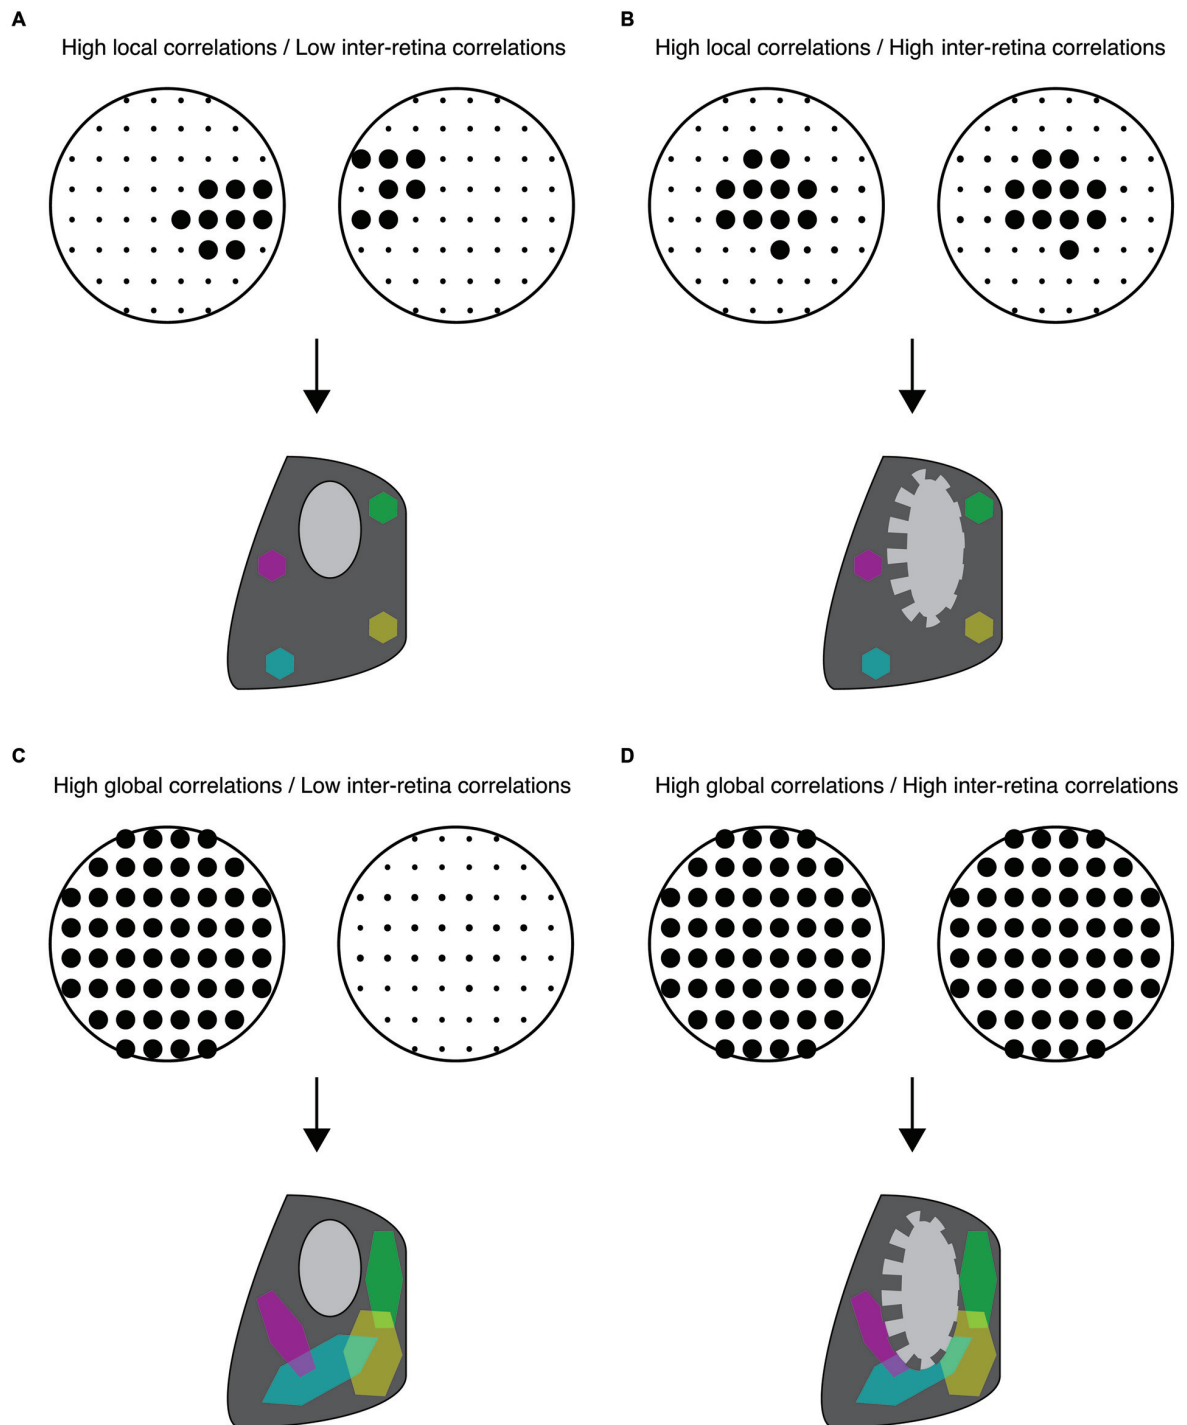 A
High local correlations / Low inter-retina correlations
B
High local correlations / High inter-retina correlations
C
High global correlations / Low inter-retina correlations
D
High global correlations / High inter-retina correlations